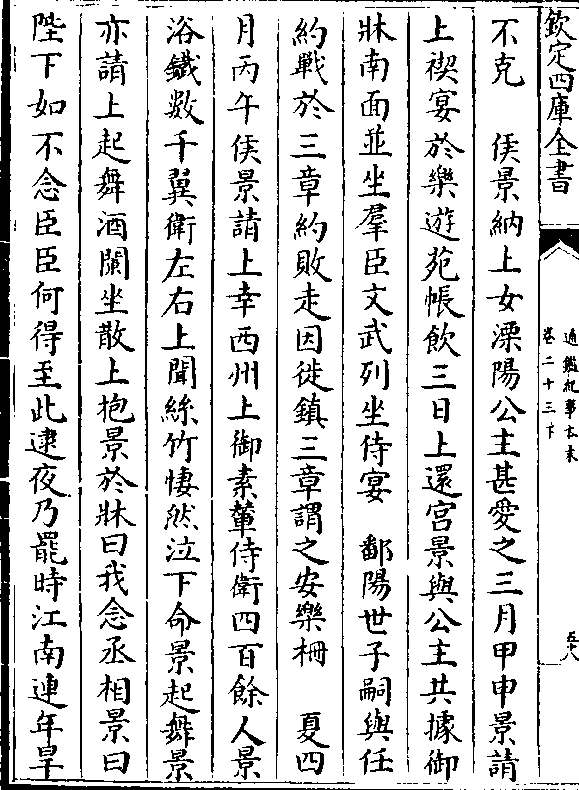 欽定四庫全書
通鑑紀事本末
卷二十三下
不克　侯景納上女溧陽公主甚愛之三月甲申景請
上禊宴於樂遊苑帳飲三日上還宮景與公主共據御
牀南面並坐羣臣文武列坐侍宴　鄱陽世子嗣與任
約戰於三章約敗走因徙鎮三章謂之安樂柵　夏四
月丙午侯景請上幸西州上御素輦侍衛四百餘人景
浴鐵數千翼衛左右上聞絲竹悽然泣下命景起舞景
亦請上起舞酒闌坐散上抱景於牀曰我念丞相景曰
陛下如不念臣臣何得至此逮夜乃罷時江南連年旱